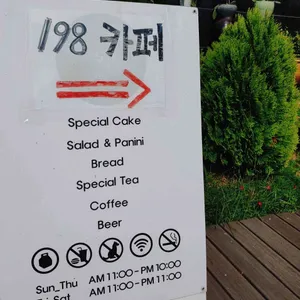 198 카페
Special Cake
Salad & Panini
Bread
Special Tea
Coffee
Beer
Sun_Thu AM 11:00 - PM 10:00
Fri_Sat AM 11:00 - PM 11:00